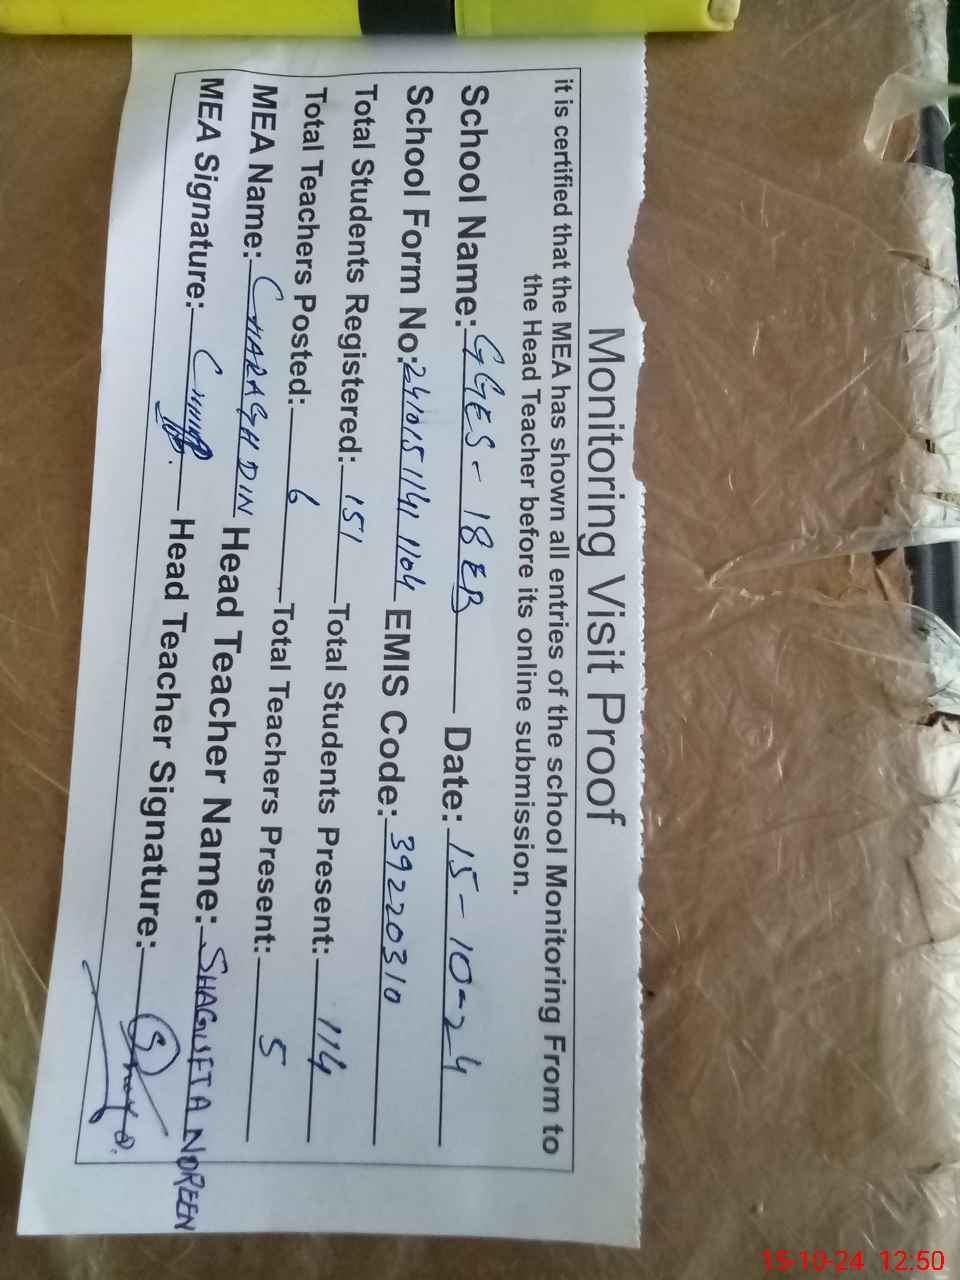 Monitoring Visit Proof
it is certified that the MEA has shown all entries of the school Monitoring From to
the Head Teacher before its online submission.
School Name: GGES - 18 EB Date: 15-10-24
School Form No: 2410151141 1104 EMIS Code: 39220310
Total Students Registered: 151 Total Students Present: 114
Total Teachers Posted: 6 Total Teachers Present: 5
MEA Name: CHARAGH DIN Head Teacher Name: SHAGUFTA NOREEN
MEA Signature: Head Teacher Signature:
15-10-24 12:50